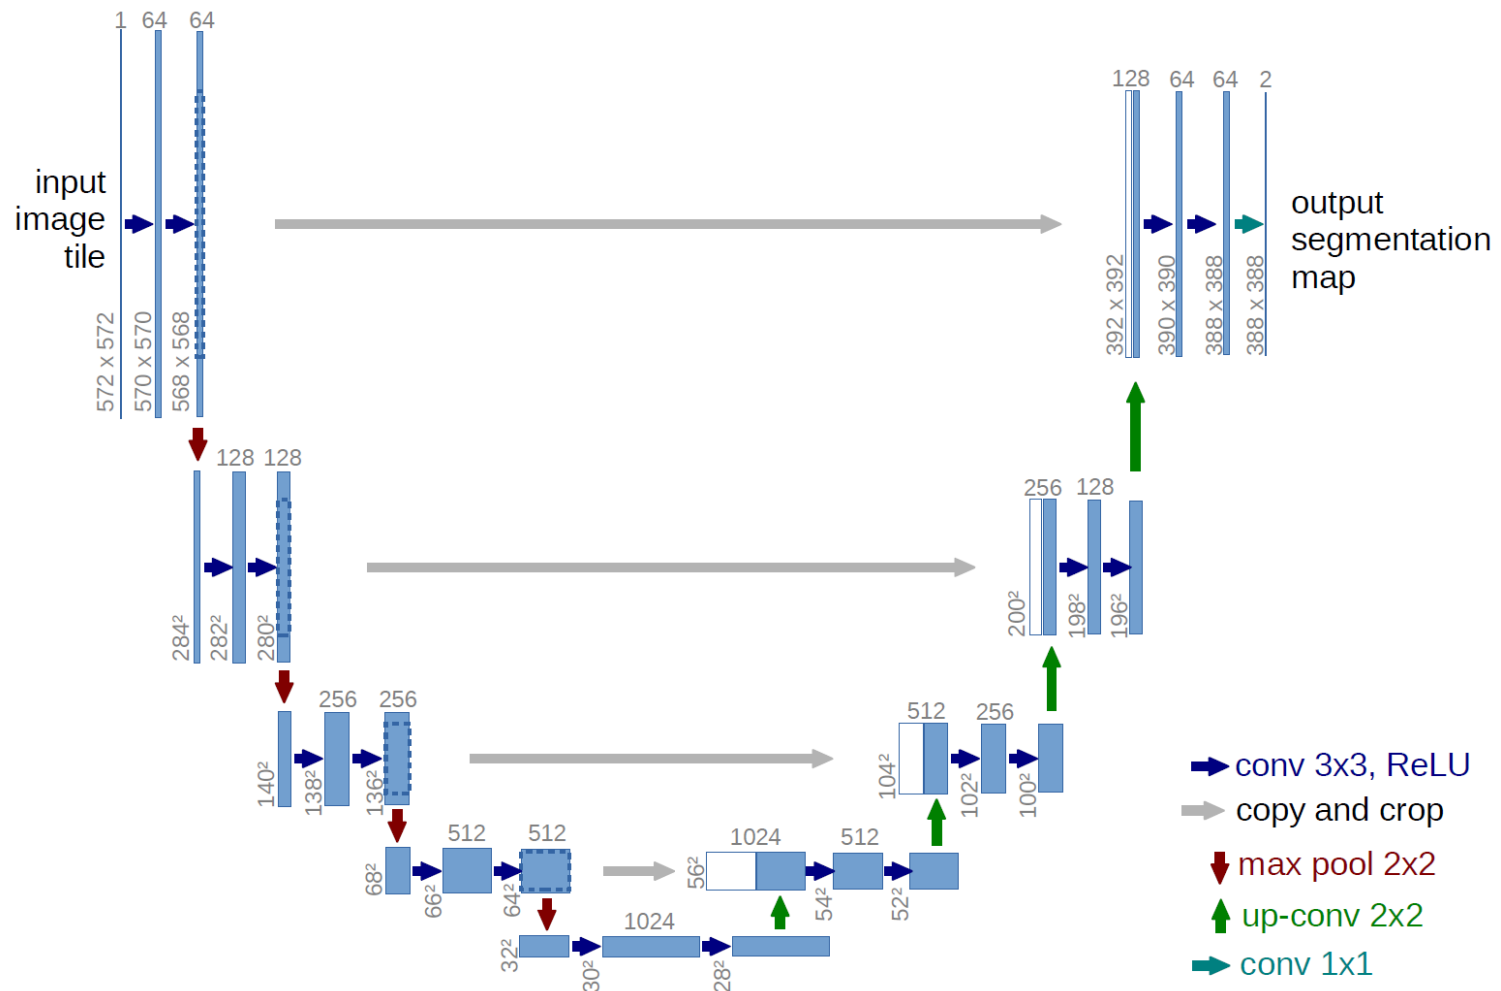 1 64 64
input
image
tile
572 x 572
570 x 570
568 x 568
128 64 64 2
output
segmentation
map
392 x 392
390 x 390
388 x 388
388 x 388
128 128
284²
282²
280²
256 128
200²
198²
196²
256 256
140²
138²
136²
512 256
104²
102²
100²
512 512
68²
66²
64²
1024 512
56²
54²
52²
1024
32²
30²
28²
conv 3x3, ReLU
copy and crop
max pool 2x2
up-conv 2x2
conv 1x1